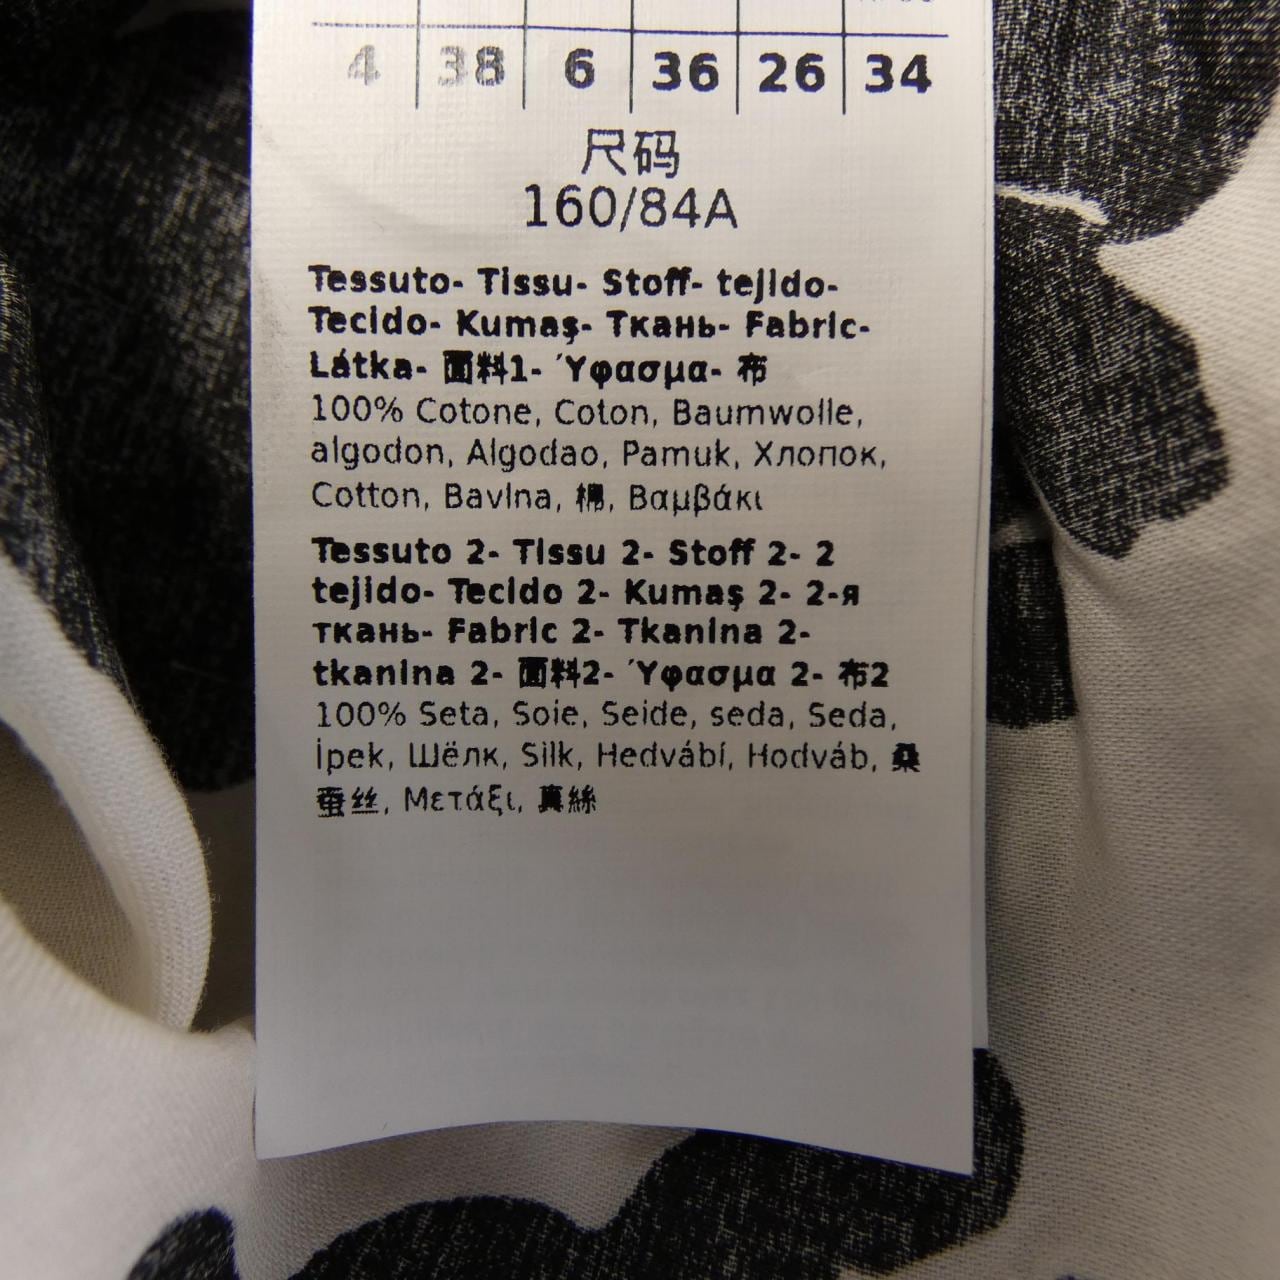 4 38 6 36 26 34
尺码
160/84A
Tessuto- Tissu- Stoff- tejido-
Tecido- Kumaş- Ткань- Fabric-
Látka- 面料1- Ύφασμα- 布
100% Cotone, Coton, Baumwolle,
algodon, Algodao, Pamuk, Хлопок,
Cotton, Bavlna, 棉, Βαμβάκι
Tessuto 2- Tissu 2- Stoff 2- 2
tejido- Tecido 2- Kumaş 2- 2-я
ткань- Fabric 2- Tkanina 2-
tkanina 2- 面料2- Ύφασμα 2- 布2
100% Seta, Soie, Seide, seda, Seda,
İpek, Шёлк, Silk, Hedvábí, Hodváb, 桑
蚕丝, Μετάξι, 真絲